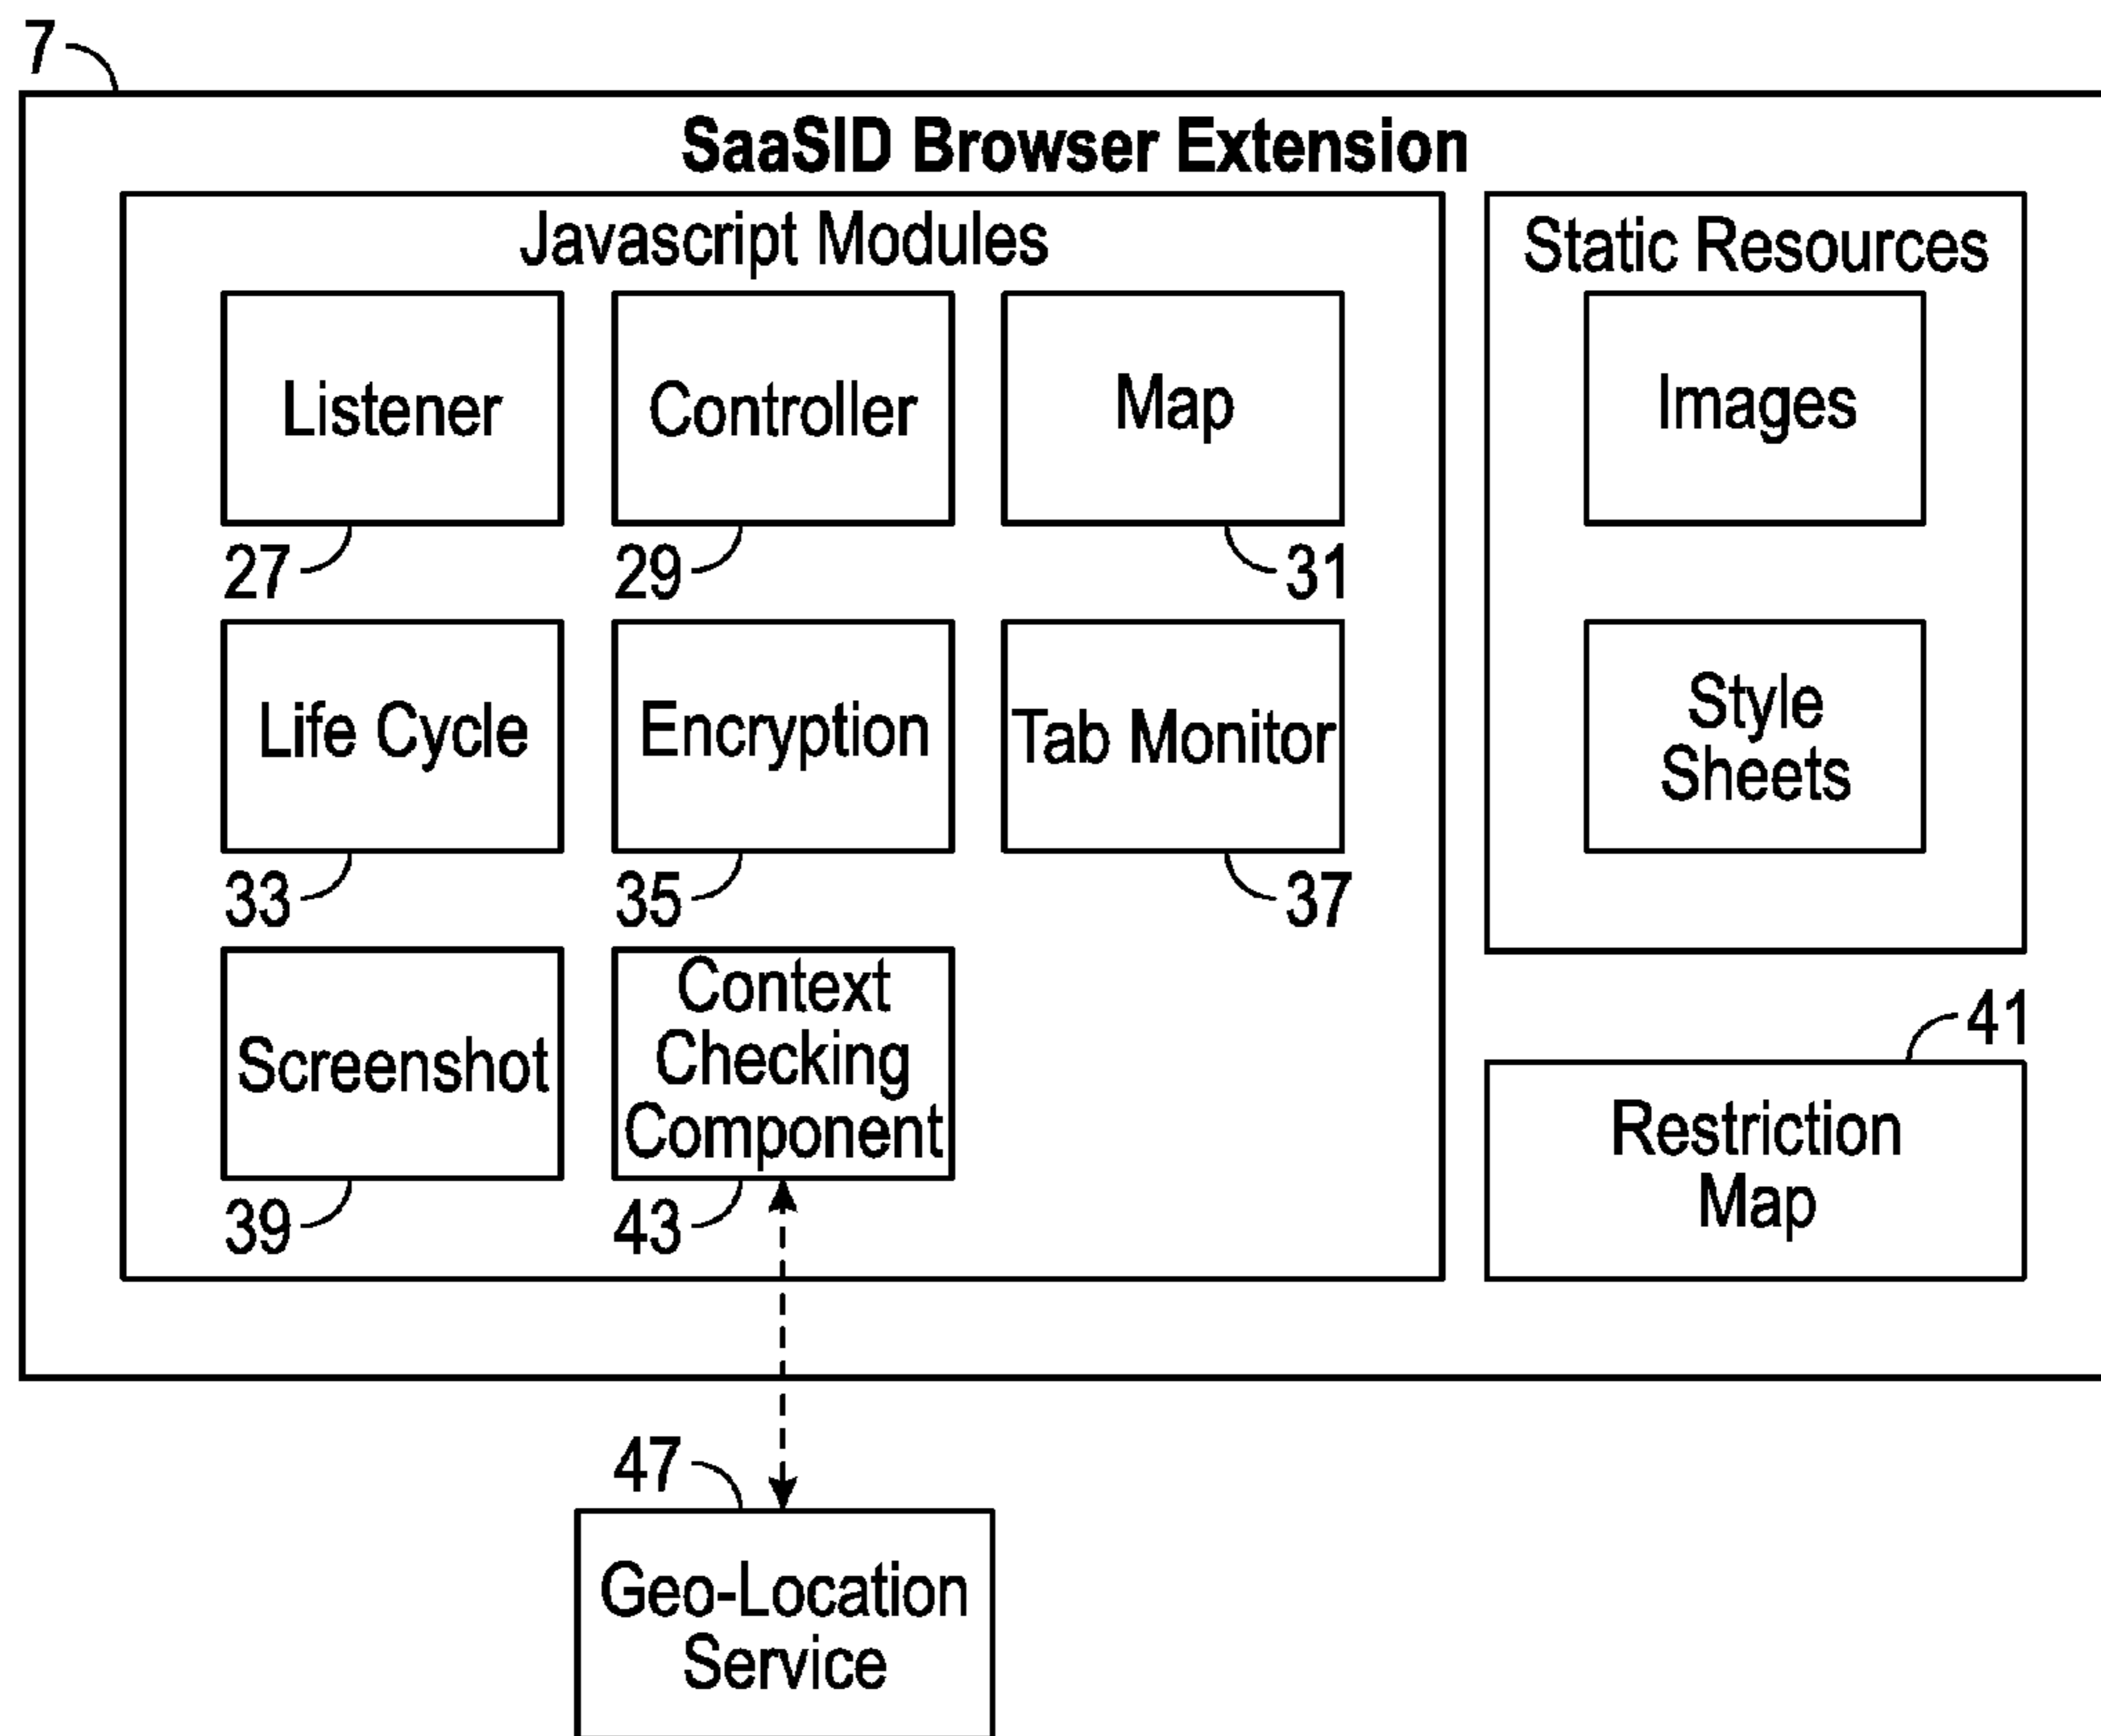 7
SaaSID Browser Extension
Javascript Modules
Listener
27
Controller
29
Map
31
Life Cycle
33
Encryption
35
Tab Monitor
37
Screenshot
39
Context
Checking
Component
43
Static Resources
Images
Style
Sheets
41
Restriction
Map
47
Geo-Location
Service